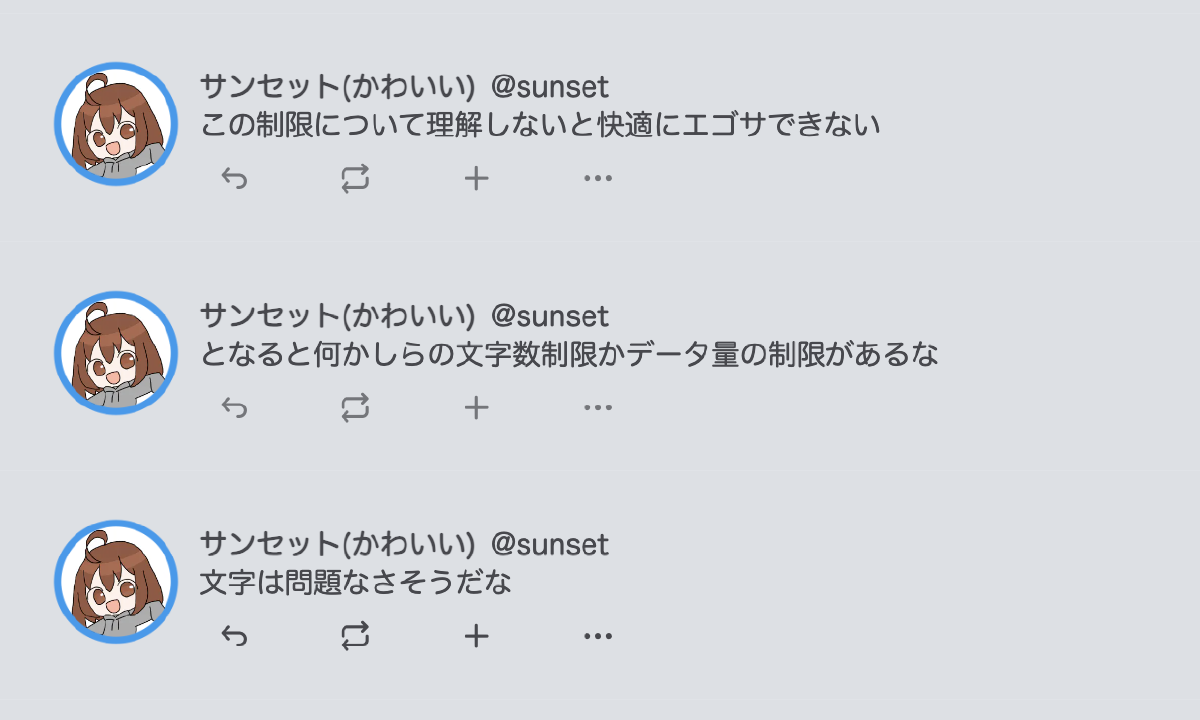 サンセット(かわいい) @sunset
この制限について理解しないと快適にエゴサできない
サンセット(かわいい) @sunset
となると何かしらの文字数制限かデータ量の制限があるな
サンセット(かわいい) @sunset
文字は問題なさそうだな